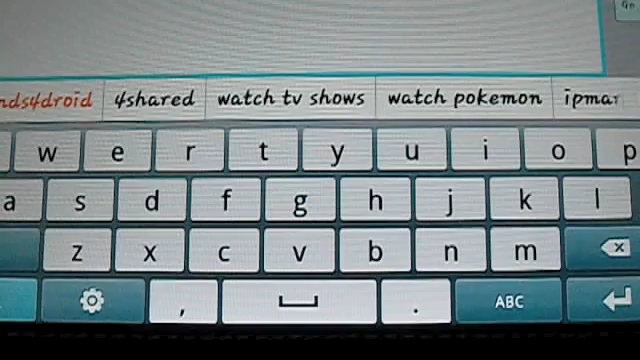 nds4droid 4shared watch tv shows watch pokemon ipmar
w e r t y u i o p
a s d f g h j k l
z x c v b n m
, . ABC